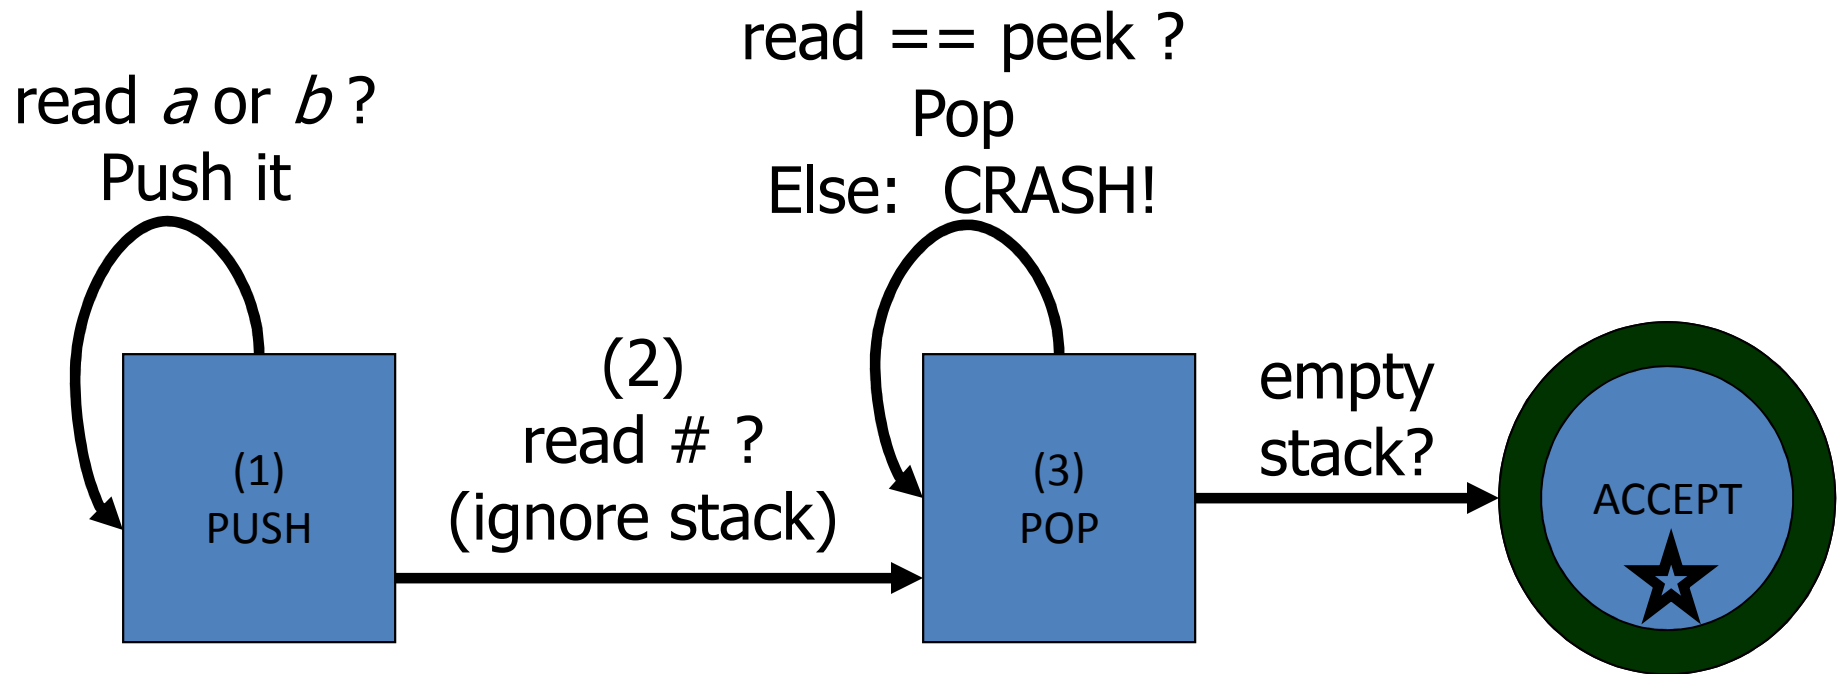 read a or b ?
Push it
read == peek ?
Pop
Else:  CRASH!
(1)
PUSH
(2)
read # ?
(ignore stack)
(3)
POP
empty
stack?
ACCEPT